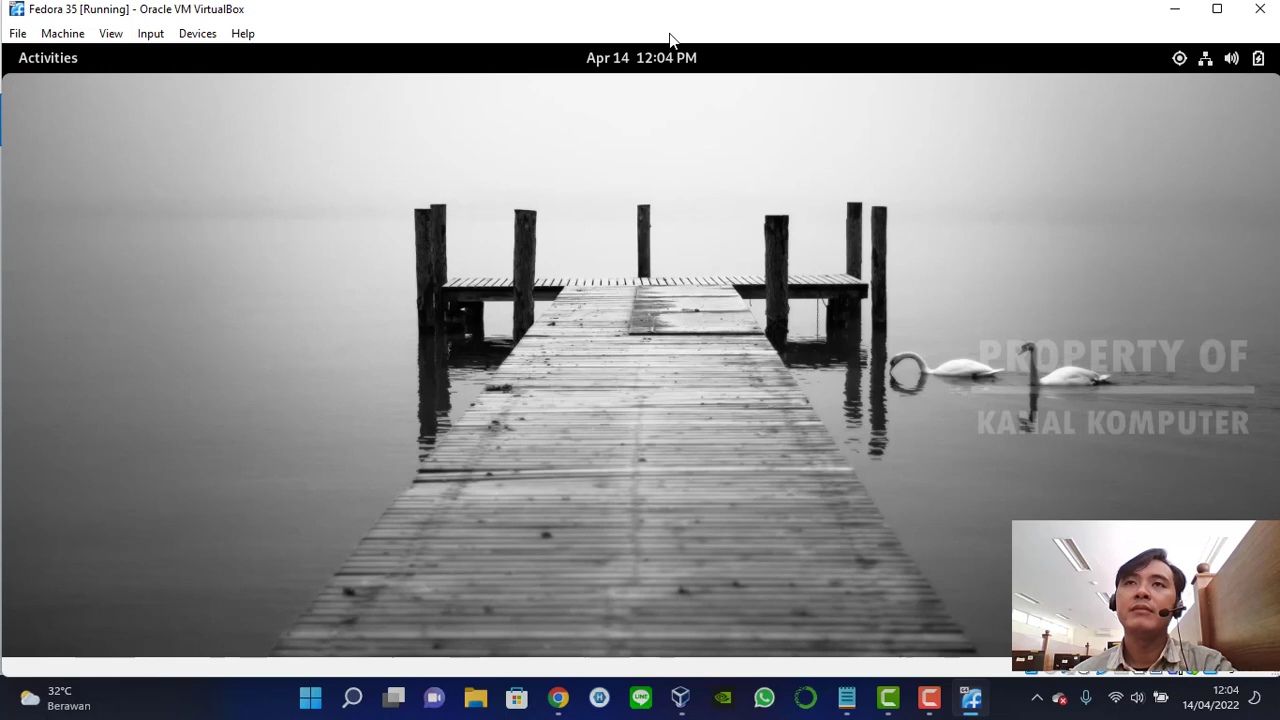 Fedora 35 [Running] - Oracle VM VirtualBox
File Machine View Input Devices Help
Activities
Apr 14 12:04 PM
PROPERTY OF
KANAL KOMPUTER
32°C
Berawan
12:04
14/04/2022